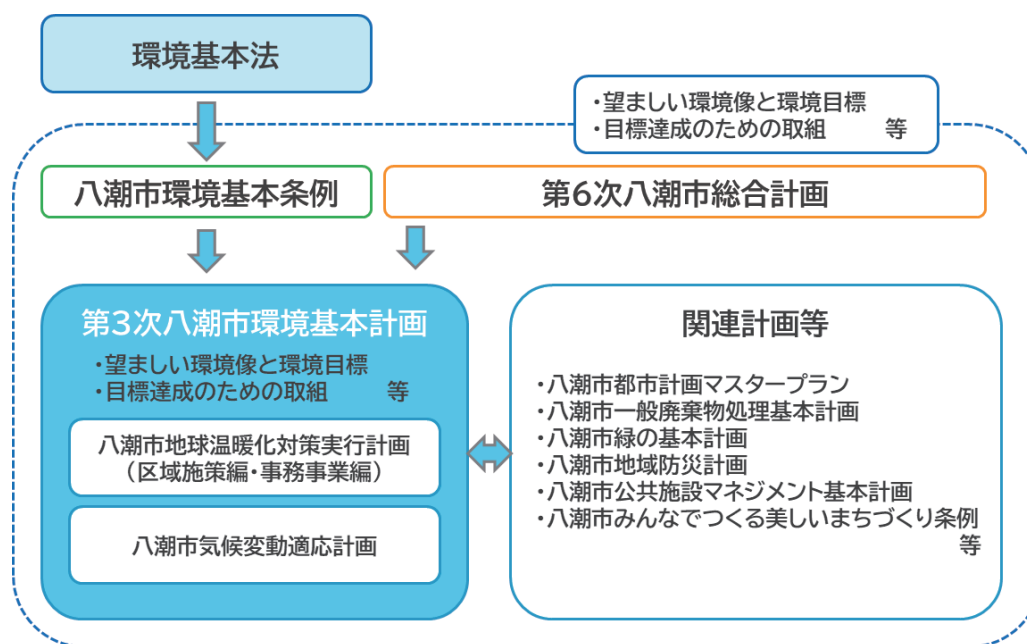 環境基本法
・望ましい環境像と環境目標
・目標達成のための取組　　　等
八潮市環境基本条例
第6次八潮市総合計画
第3次八潮市環境基本計画
・望ましい環境像と環境目標
・目標達成のための取組　　　等
八潮市地球温暖化対策実行計画
（区域施策編・事務事業編）
八潮市気候変動適応計画
関連計画等
・八潮市都市計画マスタープラン
・八潮市一般廃棄物処理基本計画
・八潮市緑の基本計画
・八潮市地域防災計画
・八潮市公共施設マネジメント基本計画
・八潮市みんなでつくる美しいまちづくり条例
等